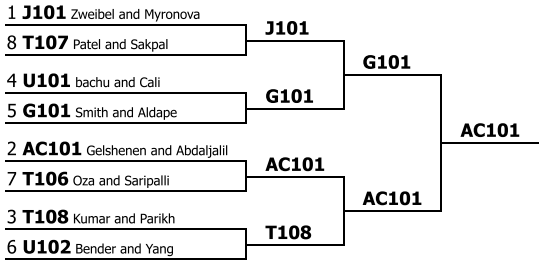 1 J101 Zweibel and Myronova
8 T107 Patel and Sakpal
4 U101 bachu and Cali
5 G101 Smith and Aldape
2 AC101 Gelshenen and Abdaljalil
7 T106 Oza and Saripalli
3 T108 Kumar and Parikh
6 U102 Bender and Yang
J101
G101
AC101
T108
G101
AC101
AC101